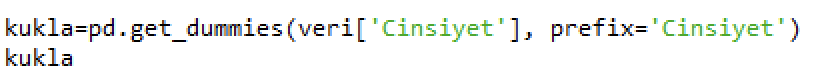 kukla=pd.get_dummies(veri['Cinsiyet'], prefix='Cinsiyet')
kukla